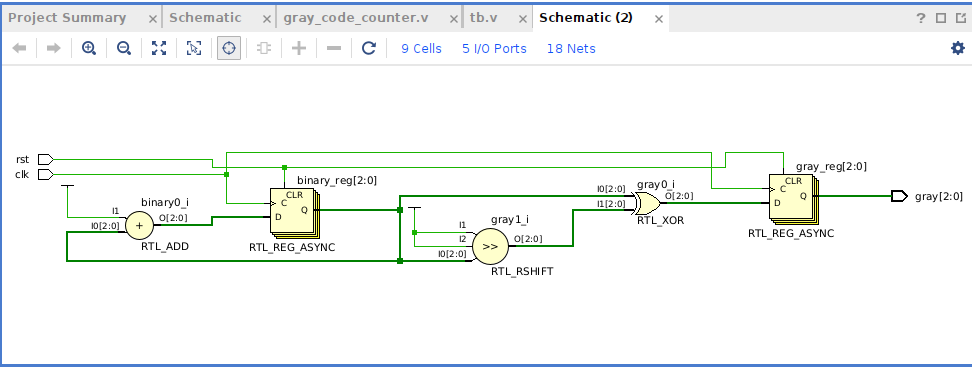 Project Summary × Schematic × gray_code_counter.v × tb.v × Schematic (2) × ?
9 Cells 5 I/O Ports 18 Nets
rst
clk
binary0_i
I1
I0[2:0]
+
O[2:0]
RTL_ADD
binary_reg[2:0]
CLR
C
D
Q
RTL_REG_ASYNC
gray1_i
I1
I2
I0[2:0]
>>
O[2:0]
RTL_RSHIFT
gray0_i
I0[2:0]
I1[2:0]
O[2:0]
RTL_XOR
gray_reg[2:0]
CLR
C
D
Q
RTL_REG_ASYNC
gray[2:0]